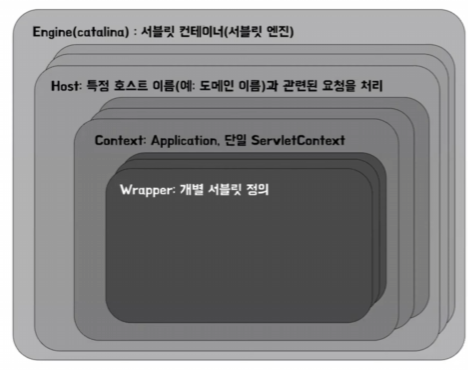 Engine(catalina) : 서블릿 컨테이너(서블릿 엔진)
Host: 특정 호스트 이름(예: 도메인 이름)과 관련된 요청을 처리
Context: Application, 단일 ServletContext
Wrapper: 개별 서블릿 정의